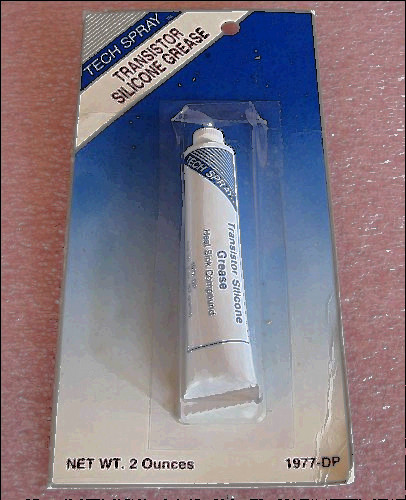 TECH SPRAY
TRANSISTOR
SILICONE GREASE
TECH SPRAY
Transistor Silicone
Grease
Heat Sink Compound
NET WT. 2 Ounces
1977-DP